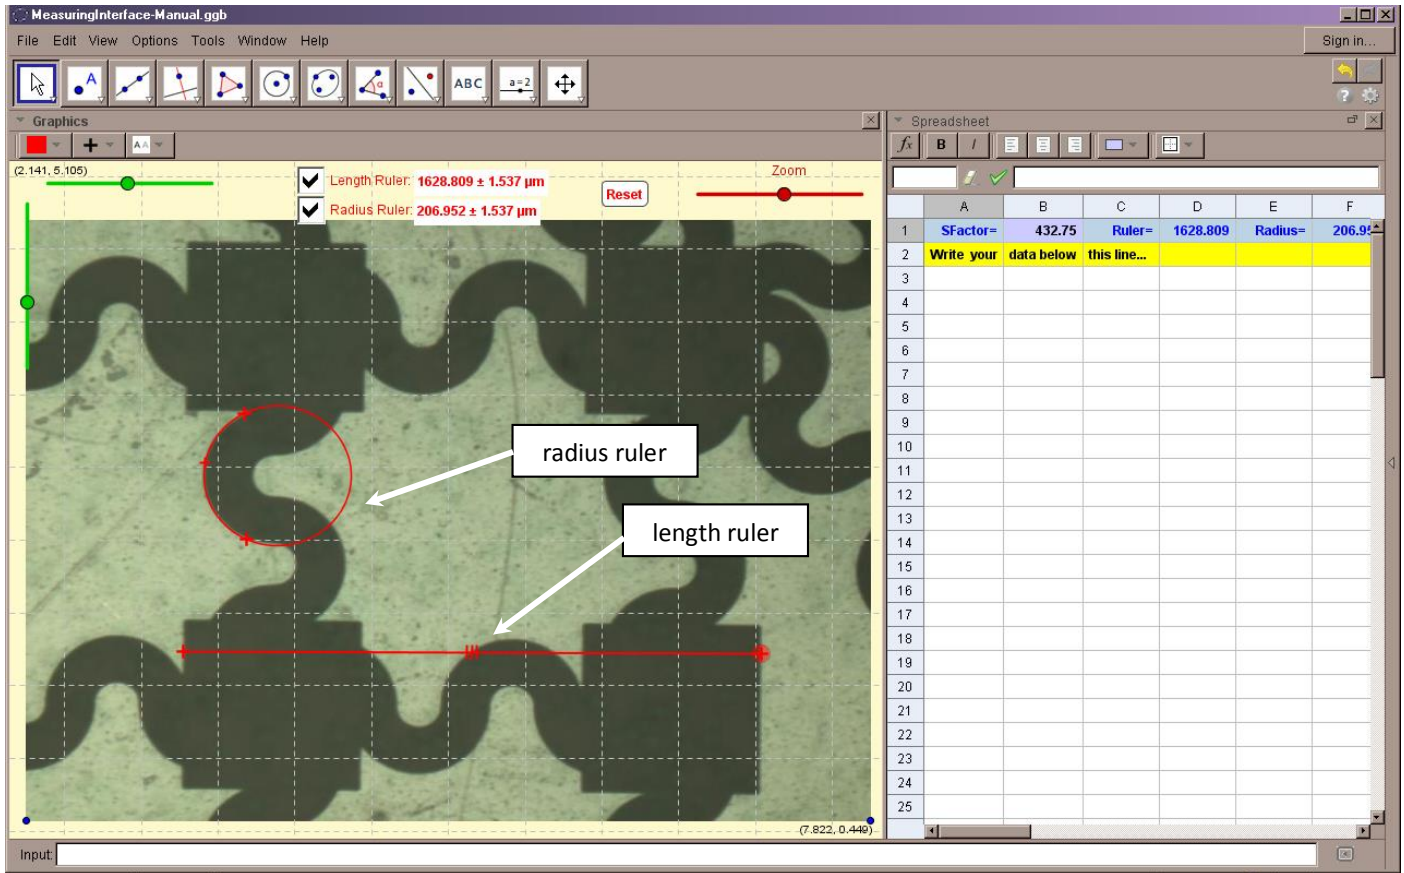 MeasuringInterface-Manual.ggb
File Edit View Options Tools Window Help
Sign in...
A
α
ABC
a=2
Graphics
Spreadsheet
A A
fx B I
(2.141, 5.105)
Length Ruler: 1628.809 ± 1.537 µm
Radius Ruler: 206.952 ± 1.537 µm
Reset
Zoom
radius ruler
length ruler
(7.822, 0.449)
A B C D E F
1 SFactor= 432.75 Ruler= 1628.809 Radius= 206.95
2 Write your data below this line...
3
4
5
6
7
8
9
10
11
12
13
14
15
16
17
18
19
20
21
22
23
24
25
Input: